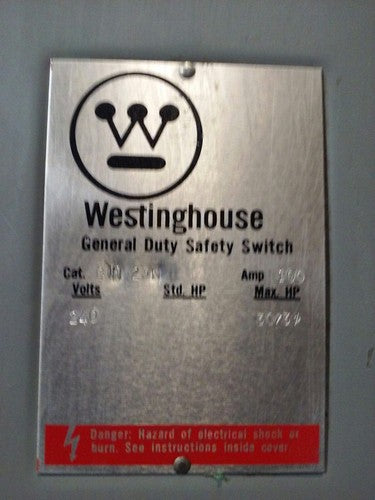 W
Westinghouse
General Duty Safety Switch
Cat. Amp
Volts Std. HP Max. HP
240
Danger: Hazard of electrical shock or
burn. See instructions inside cover.